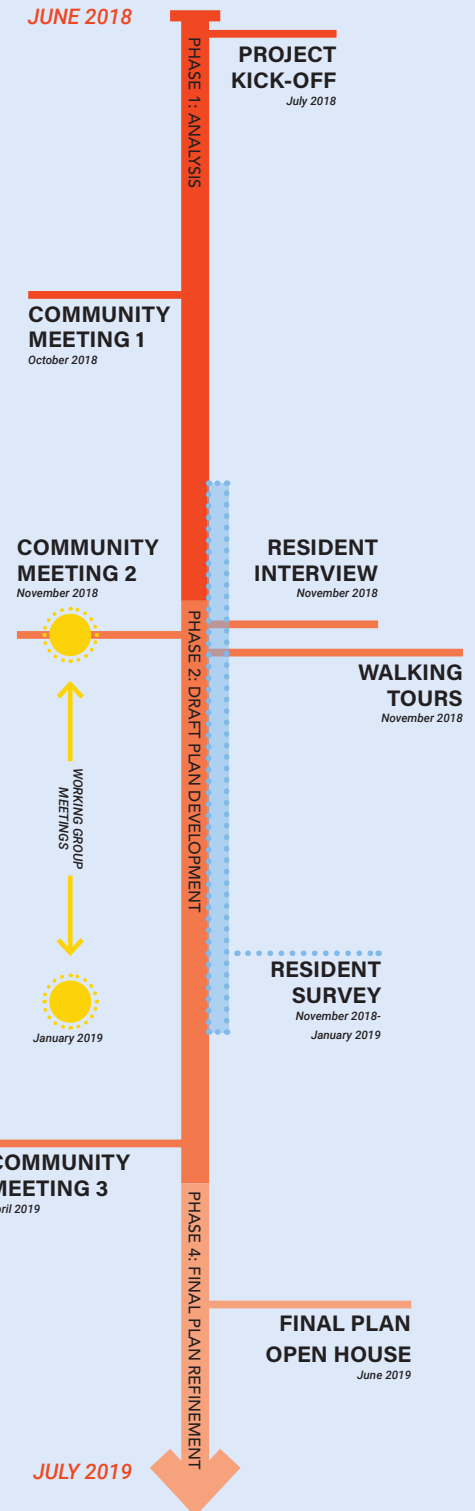 JUNE 2018
PHASE 1: ANALYSIS
PROJECT
KICK-OFF
July 2018
COMMUNITY
MEETING 1
October 2018
COMMUNITY
MEETING 2
November 2018
RESIDENT
INTERVIEW
November 2018
PHASE 2: DRAFT PLAN DEVELOPMENT
WALKING
TOURS
November 2018
WORKING GROUP
MEETINGS
RESIDENT
SURVEY
November 2018-
January 2019
January 2019
OMMUNITY
MEETING 3
ril 2019
PHASE 4: FINAL PLAN REFINEMENT
FINAL PLAN
OPEN HOUSE
June 2019
JULY 2019